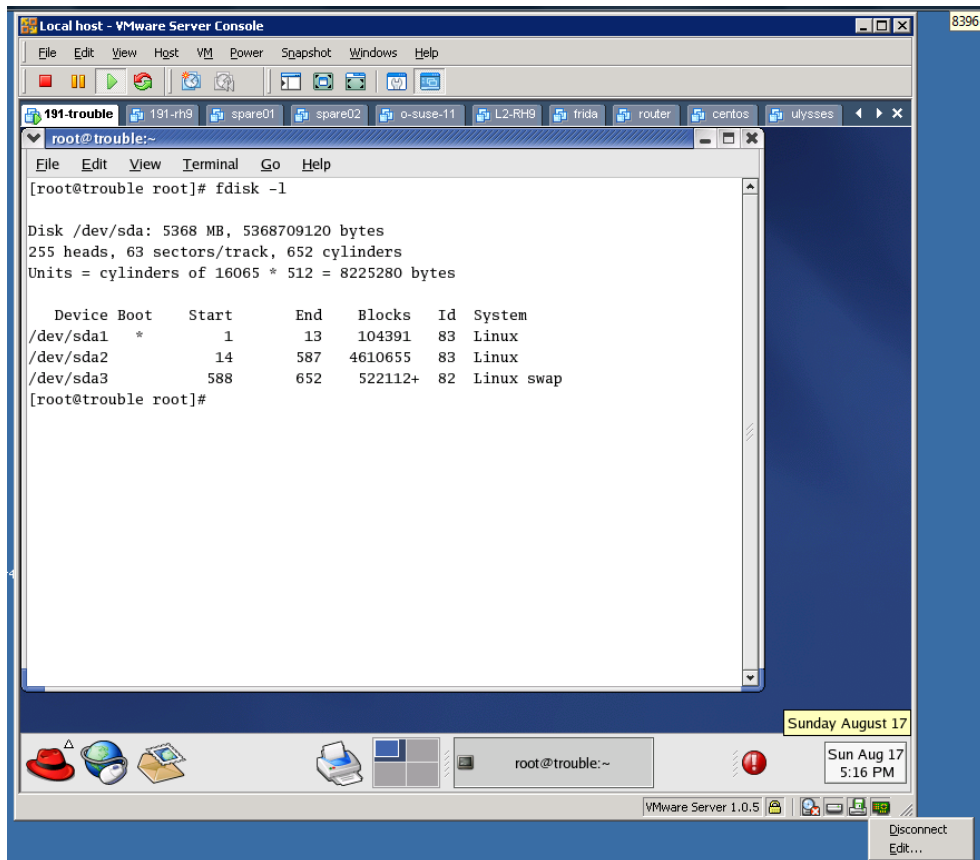 Local host - VMware Server Console
8396
File Edit View Host VM Power Snapshot Windows Help
191-trouble 191-rh9 spare01 spare02 o-suse-11 L2-RH9 frida router centos ulysses
root@trouble:~
File Edit View Terminal Go Help
[root@trouble root]# fdisk -l
Disk /dev/sda: 5368 MB, 5368709120 bytes
255 heads, 63 sectors/track, 652 cylinders
Units = cylinders of 16065 * 512 = 8225280 bytes
Device Boot Start End Blocks Id System
/dev/sda1 * 1 13 104391 83 Linux
/dev/sda2 14 587 4610655 83 Linux
/dev/sda3 588 652 522112+ 82 Linux swap
[root@trouble root]#
Sunday August 17
root@trouble:~
Sun Aug 17
5:16 PM
VMware Server 1.0.5
Disconnect
Edit...